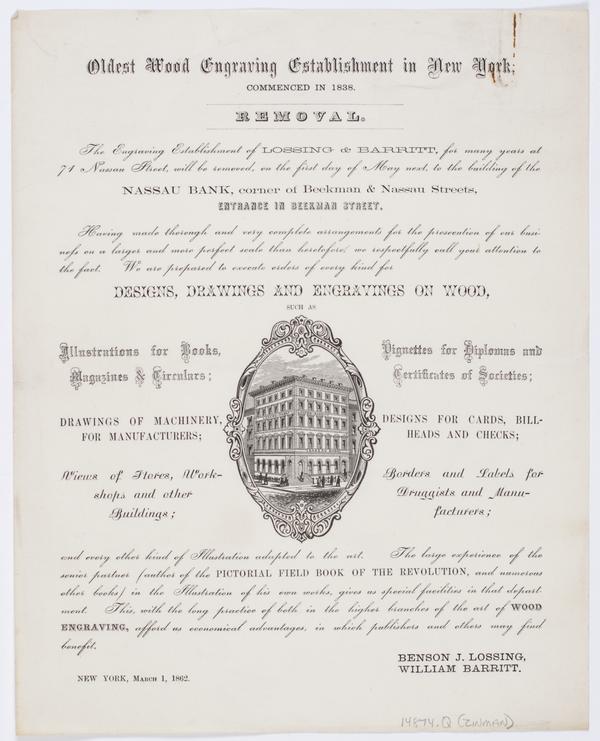 Oldest Wood Engraving Establishment in New York;
COMMENCED IN 1838.
REMOVAL.
The Engraving Establishment of LOSSING & BARRITT, for many years at
71 Nassau Street, will be removed, on the first day of May next, to the building of the
NASSAU BANK, corner of Beekman & Nassau Streets,
ENTRANCE IN BEEKMAN STREET.
Having made thorough and very complete arrangements for the prosecution of our busi-
ness on a larger and more perfect scale than heretofore, we respectfully call your attention to
the fact. We are prepared to execute orders of every kind for
DESIGNS, DRAWINGS AND ENGRAVINGS ON WOOD,
SUCH AS
Illustrations for Books,
Magazines & Circulars;
DRAWINGS OF MACHINERY,
FOR MANUFACTURERS;
Views of Stores, Work-
shops and other
Buildings;
Vignettes for Diplomas and
Certificates of Societies;
DESIGNS FOR CARDS, BILL-
HEADS AND CHECKS;
Borders and Labels for
Druggists and Manu-
facturers;
and every other kind of Illustration adapted to the art. The large experience of the
senior partner (author of the PICTORIAL FIELD BOOK OF THE REVOLUTION, and numerous
other books) in the Illustration of his own works, gives us special facilities in that depart-
ment. This, with the long practice of both in the higher branches of the art of WOOD
ENGRAVING, afford us economical advantages, in which publishers and others may find
benefit.
BENSON J. LOSSING,
WILLIAM BARRITT.
NEW YORK, MARCH 1, 1862.
14874.Q (ZINMAN)